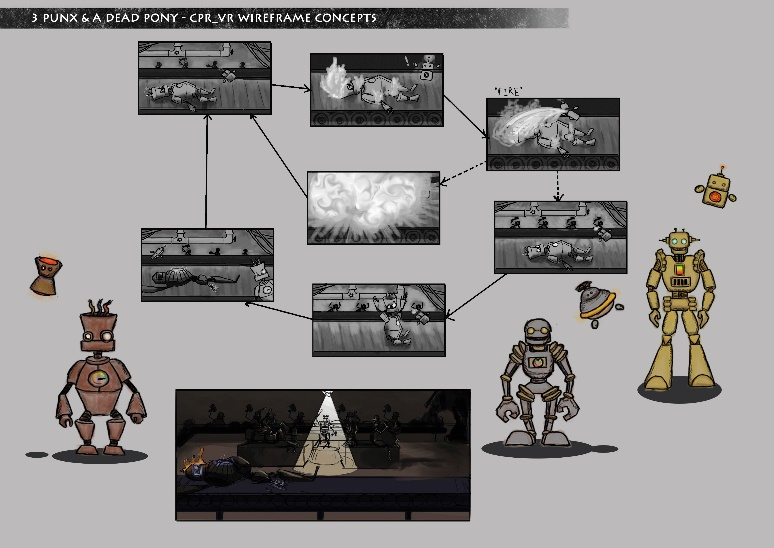 3 PUNX & A DEAD PONY - CPR_VR WIREFRAME CONCEPTS
"FIRE"